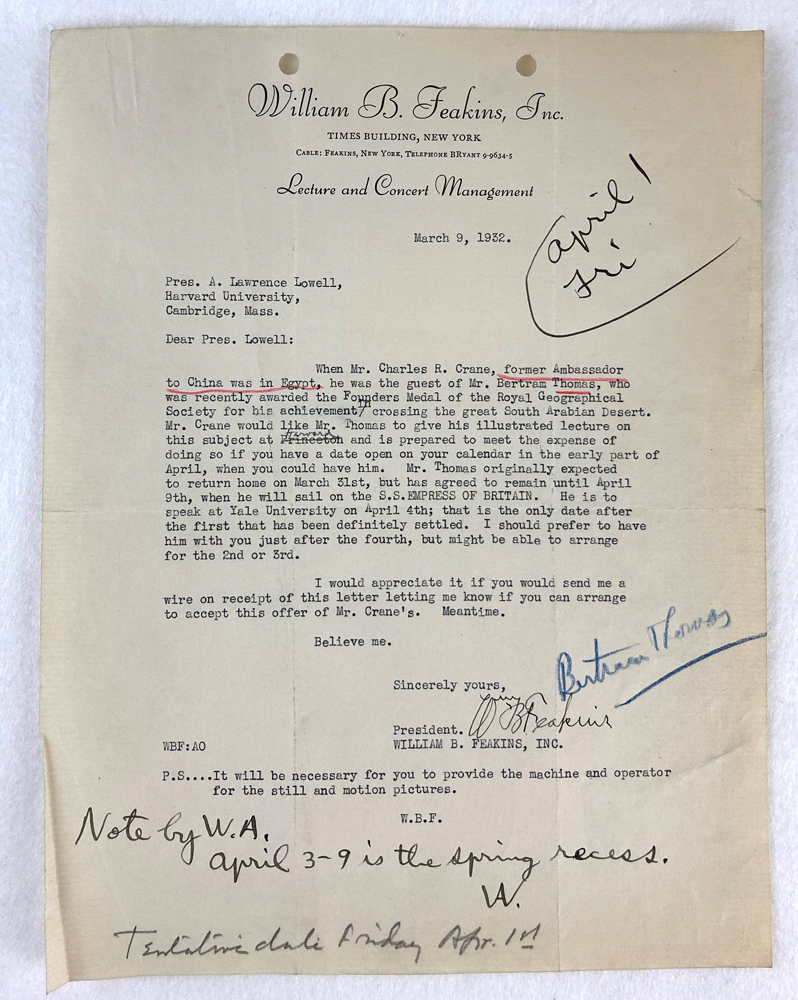 William B. Feakins, Inc.
TIMES BUILDING, NEW YORK
CABLE: FEAKINS, NEW YORK, TELEPHONE BRYANT 9-9634-5
Lecture and Concert Management
April 1
Fri
March 9, 1932.
Pres. A. Lawrence Lowell,
Harvard University,
Cambridge, Mass.
Dear Pres. Lowell:
When Mr. Charles R. Crane, former Ambassador
to China was in Egypt, he was the guest of Mr. Bertram Thomas, who
was recently awarded the Founders Medal of the Royal Geographical
Society for his achievement in crossing the great South Arabian Desert.
Mr. Crane would like Mr. Thomas to give his illustrated lecture on
this subject at Princeton Harvard and is prepared to meet the expense of
doing so if you have a date open on your calendar in the early part of
April, when you could have him. Mr. Thomas originally expected
to return home on March 31st, but has agreed to remain until April
9th, when he will sail on the S.S.EMPRESS OF BRITAIN. He is to
speak at Yale University on April 4th; that is the only date after
the first that has been definitely settled. I should prefer to have
him with you just after the fourth, but might be able to arrange
for the 2nd or 3rd.
I would appreciate it if you would send me a
wire on receipt of this letter letting me know if you can arrange
to accept this offer of Mr. Crane's. Meantime.
Believe me.
Bertram Thomas
Sincerely yours,
W B Feakins
President.
WBF:AO WILLIAM B. FEAKINS, INC.
P.S....It will be necessary for you to provide the machine and operator
for the still and motion pictures.
W.B.F.
Note by W.A.
April 3-9 is the spring recess.
W.
Tentative date Friday Apr. 1st